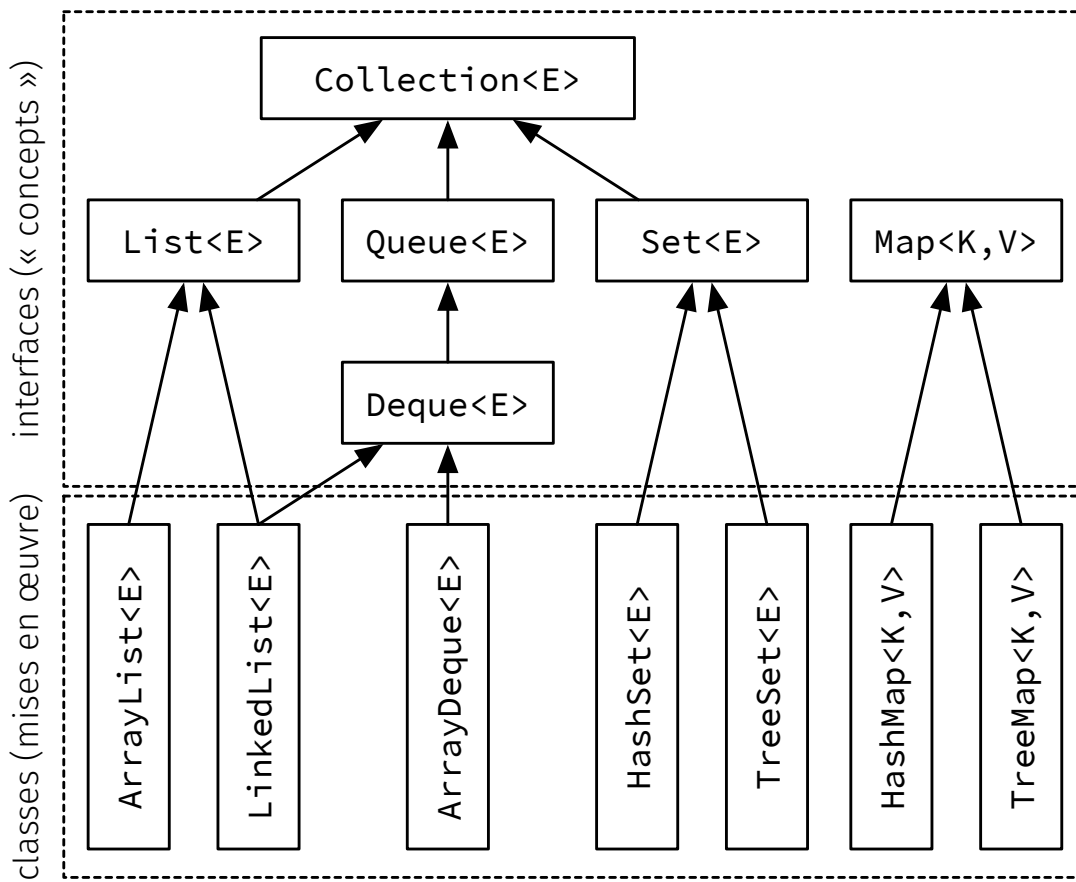 interfaces (« concepts »)
Collection<E>
List<E>
Queue<E>
Set<E>
Map<K,V>
Deque<E>
classes (mises en œuvre)
ArrayList<E>
LinkedList<E>
ArrayDeque<E>
HashSet<E>
TreeSet<E>
HashMap<K,V>
TreeMap<K,V>